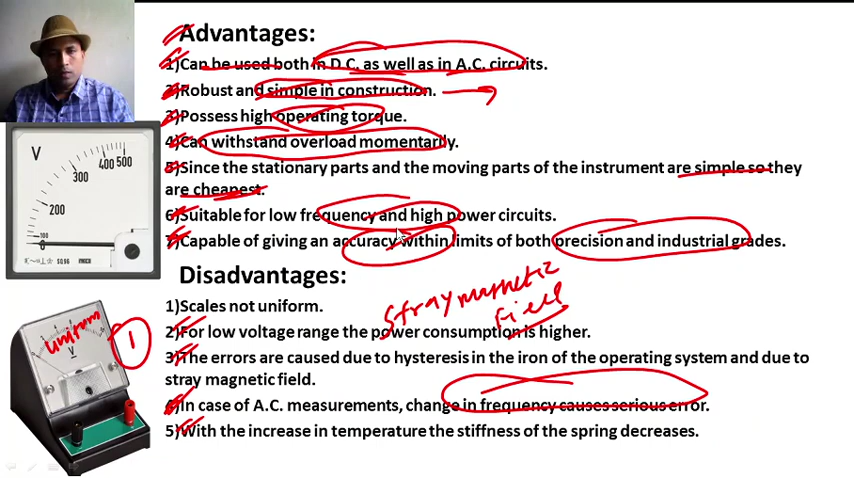 Advantages:
1)Can be used both in D.C. as well as in A.C. circuits.
2)Robust and simple in construction.
3)Possess high operating torque.
4)Can withstand overload momentarily.
5)Since the stationary parts and the moving parts of the instrument are simple so they
are cheapest.
6)Suitable for low frequency and high power circuits.
7)Capable of giving an accuracy within limits of both precision and industrial grades.
Disadvantages:
1)Scales not uniform.
2)For low voltage range the power consumption is higher.
3)The errors are caused due to hysteresis in the iron of the operating system and due to
stray magnetic field.
4)In case of A.C. measurements, change in frequency causes serious error.
5)With the increase in temperature the stiffness of the spring decreases.
Stray magnetic
Field
V
0 100 200 300 400 500
uniform
V
1